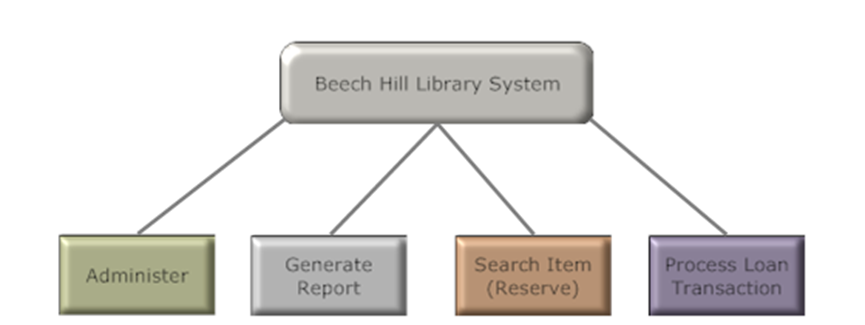 Beech Hill Library System
Administer
Generate
Report
Search Item
(Reserve)
Process Loan
Transaction